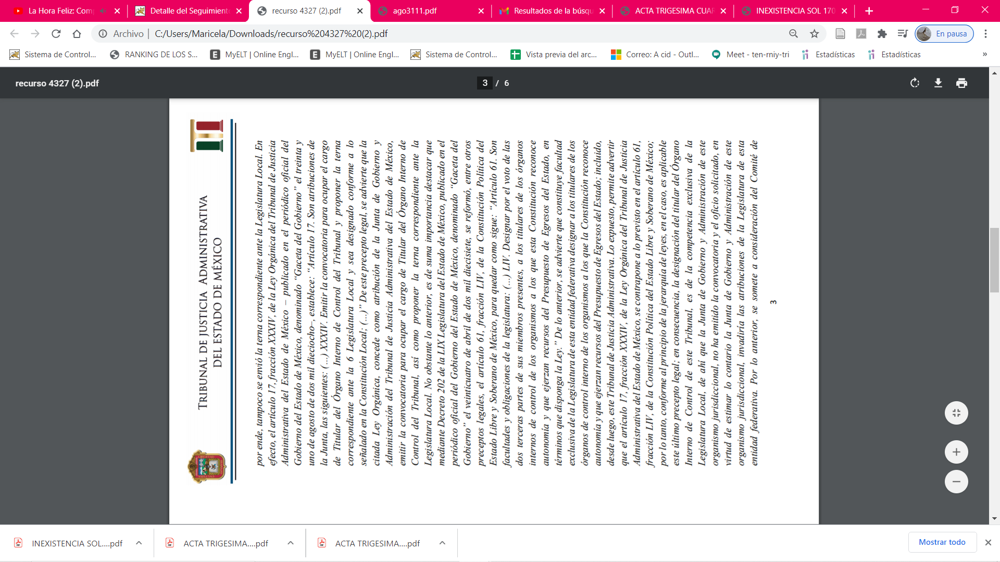 La Hora Feliz: Com
Detalle del Seguimient
recurso 4327 (2).pdf
ago3111.pdf
Resultados de la búsq
ACTA TRIGESIMA CUAR
INEXISTENCIA SOL 170
Archivo | C:/Users/Maricela/Downloads/recurso%204327%20(2).pdf
En pausa
Sistema de Control...
RANKING DE LOS S...
MyELT | Online Engl...
MyELT | Online Engl...
Sistema de Control...
Vista previa del arc...
Correo: A cid - Outl...
Meet - ten-rniy-tri
Estadísticas
Estadísticas
»
recurso 4327 (2).pdf
3 / 6
TRIBUNAL DE JUSTICIA ADMINISTRATIVA
DEL ESTADO DE MÉXICO
por ende, tampoco se envió la terna correspondiente ante la Legislatura Local. En
efecto, el artículo 17, fracción XXXIV, de la Ley Orgánica del Tribunal de Justicia
Administrativa del Estado de México – publicado en el periódico oficial del
Gobierno del Estado de México, denominado “Gaceta del Gobierno” el treinta y
uno de agosto de dos mil dieciocho–, establece: “Artículo 17. Son atribuciones de
la Junta, las siguientes: (...) XXXIV. Emitir la convocatoria para ocupar el cargo
de Titular del Órgano Interno de Control del Tribunal y proponer la terna
correspondiente ante la 6 Legislatura Local y sea designado conforme a lo
señalado en la Constitución Local; (...)” De este precepto legal, se advierte que la
citada Ley Orgánica, concede como atribución de la Junta de Gobierno y
Administración del Tribunal de Justicia Administrativa del Estado de México,
emitir la convocatoria para ocupar el cargo de Titular del Órgano Interno de
Control del Tribunal, así como proponer la terna correspondiente ante la
Legislatura Local. No obstante lo anterior, es de suma importancia destacar que
mediante Decreto 202 de la LIX Legislatura del Estado de México, publicado en el
periódico oficial del Gobierno del Estado de México, denominado “Gaceta del
Gobierno” el veinticuatro de abril de dos mil diecisiete, se reformó, entre otros
preceptos legales, el artículo 61, fracción LIV, de la Constitución Política del
Estado Libre y Soberano de México, para quedar como sigue: “Artículo 61. Son
facultades y obligaciones de la legislatura: (...) LIV. Designar por el voto de las
dos terceras partes de sus miembros presentes, a los titulares de los órganos
internos de control de los organismos a los que esta Constitución reconoce
autonomía y que ejerzan recursos del Presupuesto de Egresos del Estado, en
términos que disponga la Ley.” De lo anterior, se advierte que constituye facultad
exclusiva de la Legislatura de esta entidad federativa designar a los titulares de los
órganos de control interno de los organismos a los que la Constitución reconoce
autonomía y que ejerzan recursos del Presupuesto de Egresos del Estado; incluido,
desde luego, este Tribunal de Justicia Administrativa. Lo expuesto, permite advertir
que el artículo 17, fracción XXXIV, de la Ley Orgánica del Tribunal de Justicia
Administrativa del Estado de México, se contrapone a lo previsto en el artículo 61,
fracción LIV, de la Constitución Política del Estado Libre y Soberano de México;
por lo tanto, conforme al principio de la jerarquía de leyes, en el caso, es aplicable
este último precepto legal; en consecuencia, la designación del titular del Órgano
Interno de Control de este Tribunal, es de la competencia exclusiva de la
Legislatura Local, de ahí que la Junta de Gobierno y Administración de este
organismo jurisdiccional, no ha emitido la convocatoria y el oficio solicitado, en
virtud de estimar lo contario la Junta de Gobierno y Administración de este
organismo jurisdiccional, invadiría las atribuciones de la Legislatura de esta
entidad federativa. Por lo anterior, se somete a consideración del Comité de
3
INEXISTENCIA SOL....pdf
ACTA TRIGESIMA....pdf
ACTA TRIGESIMA....pdf
Mostrar todo